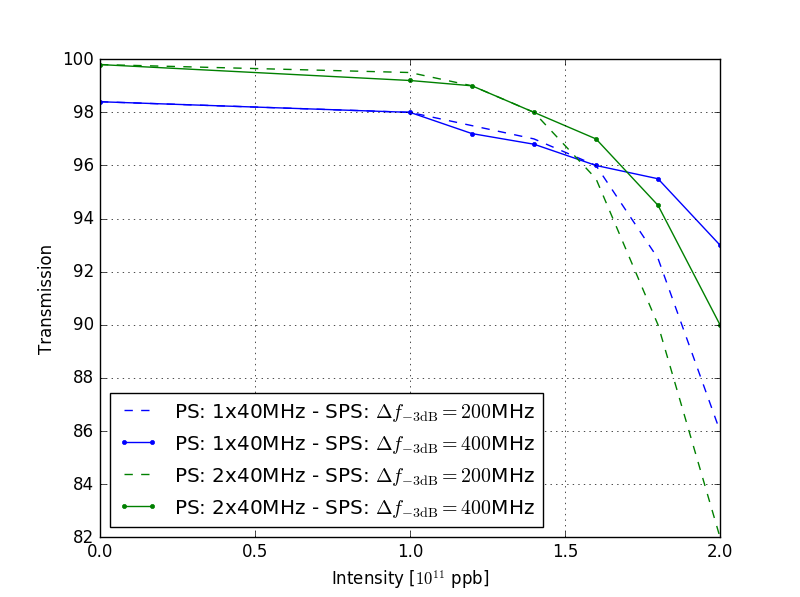 100
98
96
94
92
90
88
86
84
82
Transmission
PS: 1x40MHz - SPS: Δf−3dB = 200MHz
PS: 1x40MHz - SPS: Δf−3dB = 400MHz
PS: 2x40MHz - SPS: Δf−3dB = 200MHz
PS: 2x40MHz - SPS: Δf−3dB = 400MHz
0.0 0.5 1.0 1.5 2.0
Intensity [10¹¹ ppb]